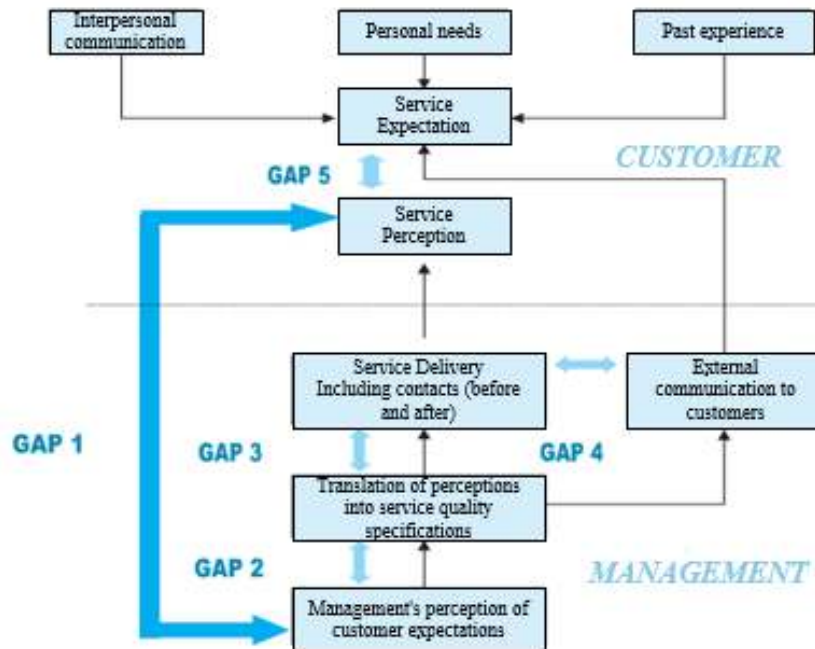 Interpersonal
communication
Personal needs
Past experience
Service
Expectation
CUSTOMER
GAP 5
Service
Perception
Service Delivery
Including contacts (before
and after)
External
communication to
customers
GAP 1
GAP 3
GAP 4
Translation of perceptions
into service quality
specifications
GAP 2
MANAGEMENT
Management's perception of
customer expectations